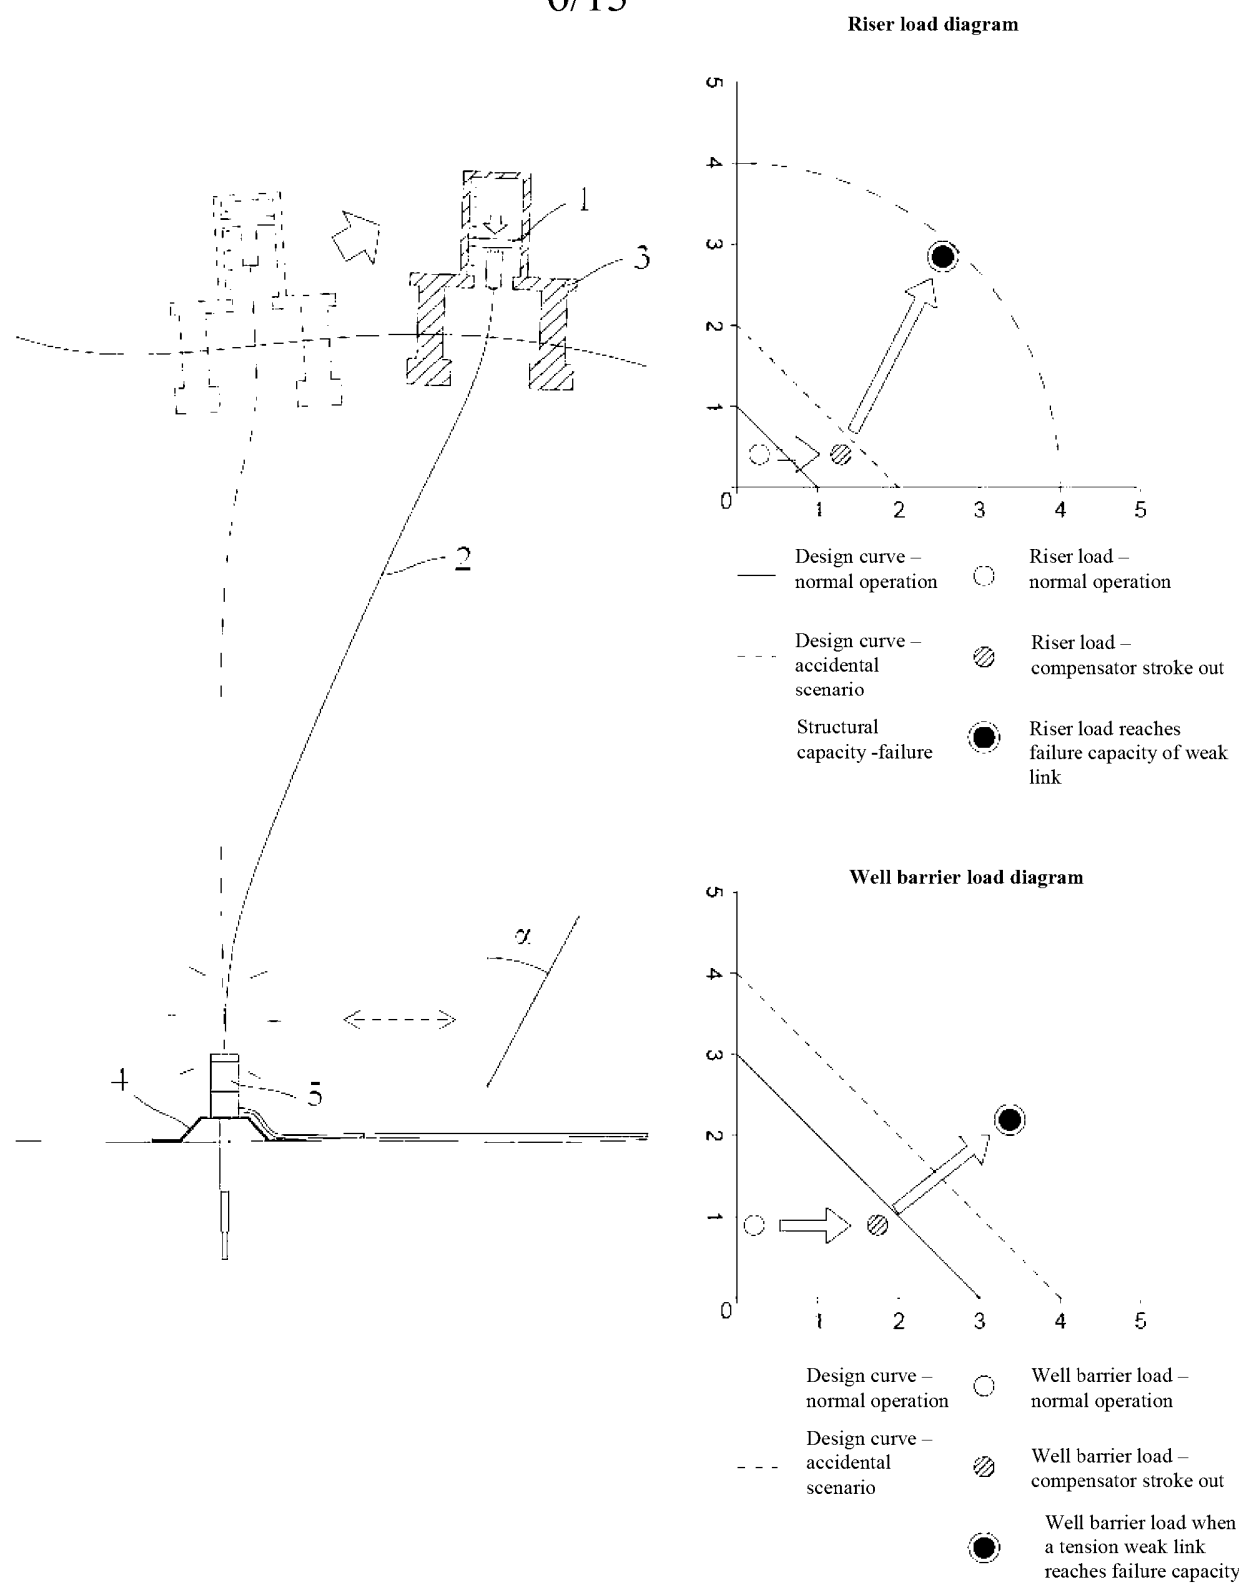 6/15
Riser load diagram
5
4
3
2
1
0
1
2
3
4
5
1
3
2
Design curve –
normal operation
Riser load –
normal operation
Design curve –
accidental
scenario
Riser load –
compensator stroke out
Structural
capacity -failure
Riser load reaches
failure capacity of weak
link
α
4
5
Well barrier load diagram
5
4
3
2
1
0
1
2
3
4
5
Design curve –
normal operation
Well barrier load –
normal operation
Design curve –
accidental
scenario
Well barrier load –
compensator stroke out
Well barrier load when
a tension weak link
reaches failure capacity